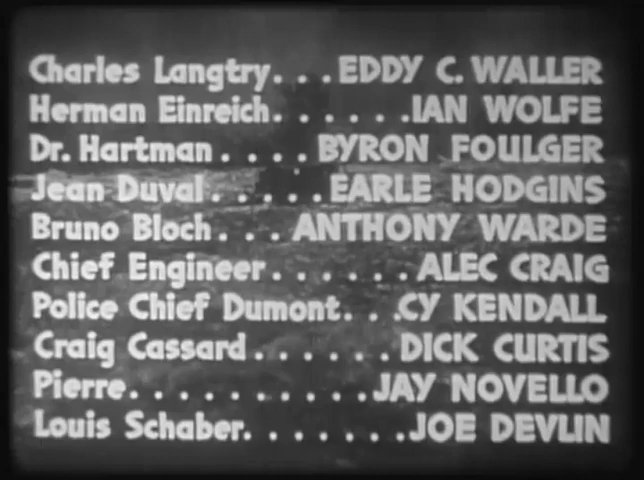 Charles Langtry. . . EDDY C. WALLER
Herman Einreich. . . . . .IAN WOLFE
Dr. Hartman . . . . BYRON FOULGER
Jean Duval . . . . . EARLE HODGINS
Bruno Bloch . . . ANTHONY WARDE
Chief Engineer. . . . . . ALEC CRAIG
Police Chief Dumont. . .CY KENDALL
Craig Cassard . . . . . . DICK CURTIS
Pierre. . . . . . . . . . JAY NOVELLO
Louis Schaber. . . . . . .JOE DEVLIN